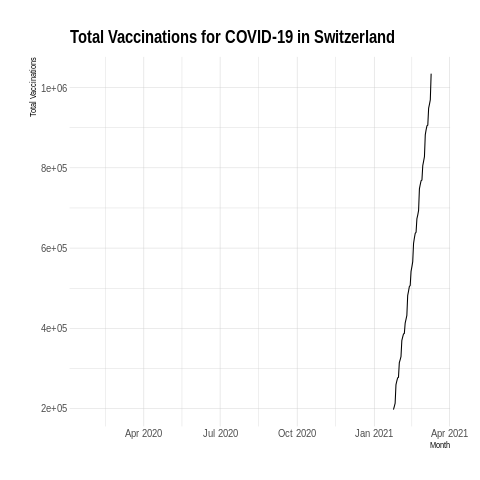 Total Vaccinations for COVID-19 in Switzerland
Total Vaccinations
1e+06
8e+05
6e+05
4e+05
2e+05
Apr 2020 Jul 2020 Oct 2020 Jan 2021 Apr 2021
Month